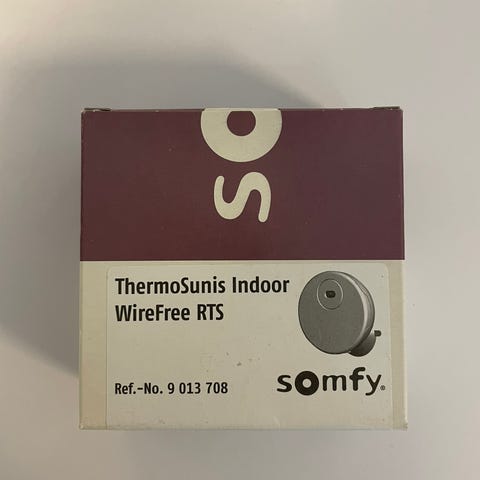 so
ThermoSunis Indoor
WireFree RTS
Ref.-No. 9 013 708
somfy®